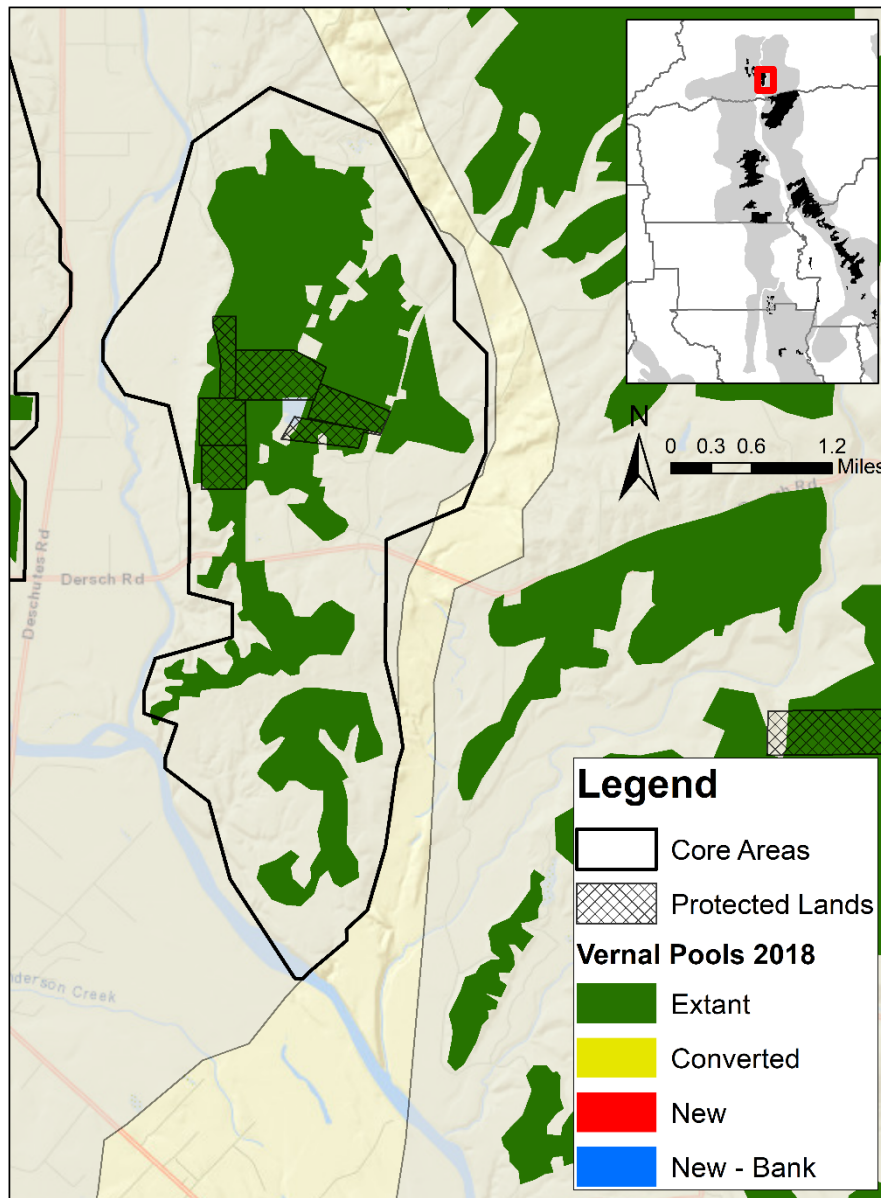 N
0 0.3 0.6 1.2
Miles
Deschutes Rd
Dersch Rd
Rd
Creek
Legend
Core Areas
Protected Lands
Vernal Pools 2018
Extant
Converted
New
New - Bank